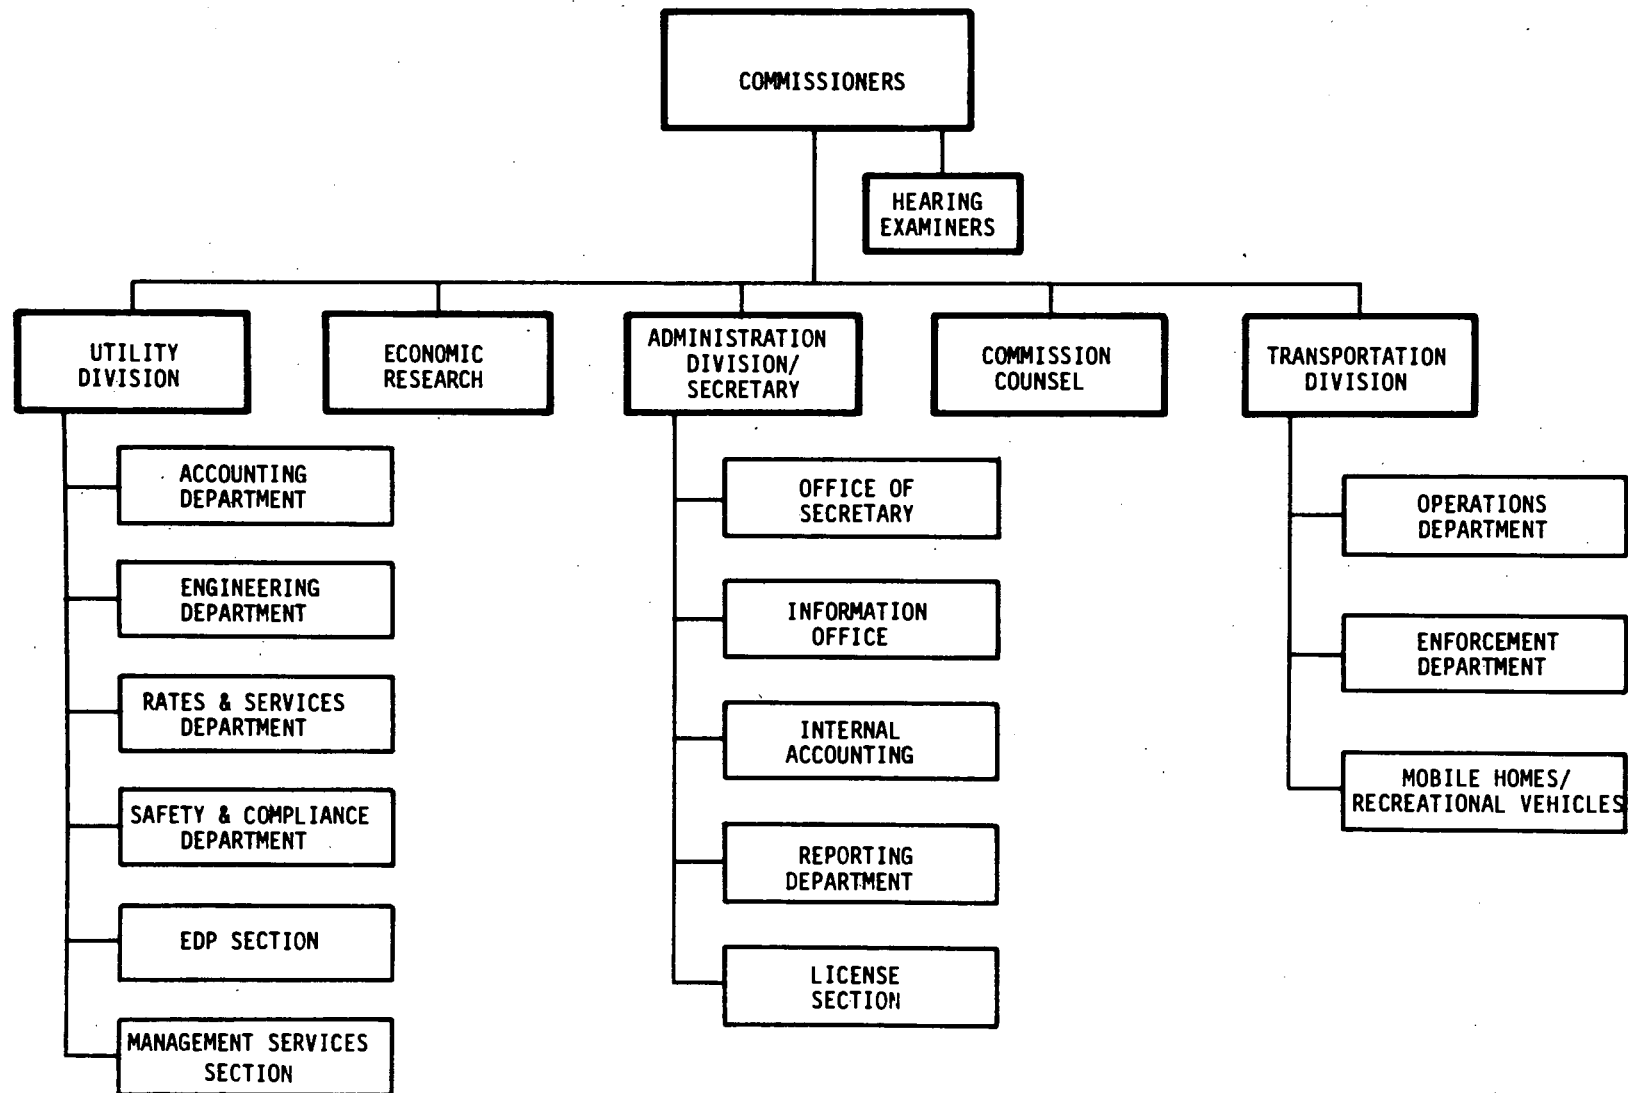 COMMISSIONERS
HEARING
EXAMINERS
UTILITY
DIVISION
ECONOMIC
RESEARCH
ADMINISTRATION
DIVISION/
SECRETARY
COMMISSION
COUNSEL
TRANSPORTATION
DIVISION
ACCOUNTING
DEPARTMENT
ENGINEERING
DEPARTMENT
RATES & SERVICES
DEPARTMENT
SAFETY & COMPLIANCE
DEPARTMENT
EDP SECTION
MANAGEMENT SERVICES
SECTION
OFFICE OF
SECRETARY
INFORMATION
OFFICE
INTERNAL
ACCOUNTING
REPORTING
DEPARTMENT
LICENSE
SECTION
OPERATIONS
DEPARTMENT
ENFORCEMENT
DEPARTMENT
MOBILE HOMES/
RECREATIONAL VEHICLES